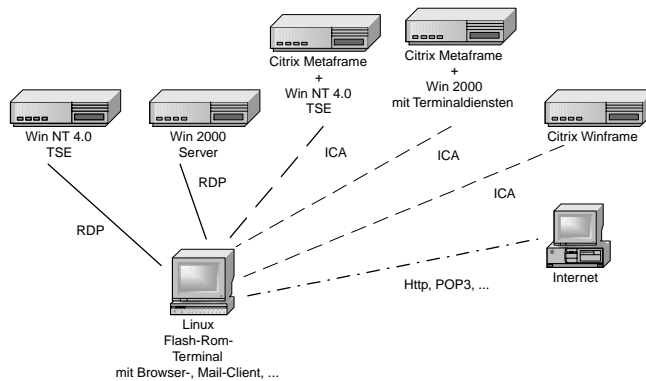 Citrix Metaframe
+
Win NT 4.0
TSE
Citrix Metaframe
+
Win 2000
mit Terminaldiensten
Win NT 4.0
TSE
Win 2000
Server
Citrix Winframe
ICA
ICA
ICA
RDP
RDP
Http, POP3, ...
Internet
Linux
Flash-Rom-
Terminal
mit Browser-, Mail-Client, ...